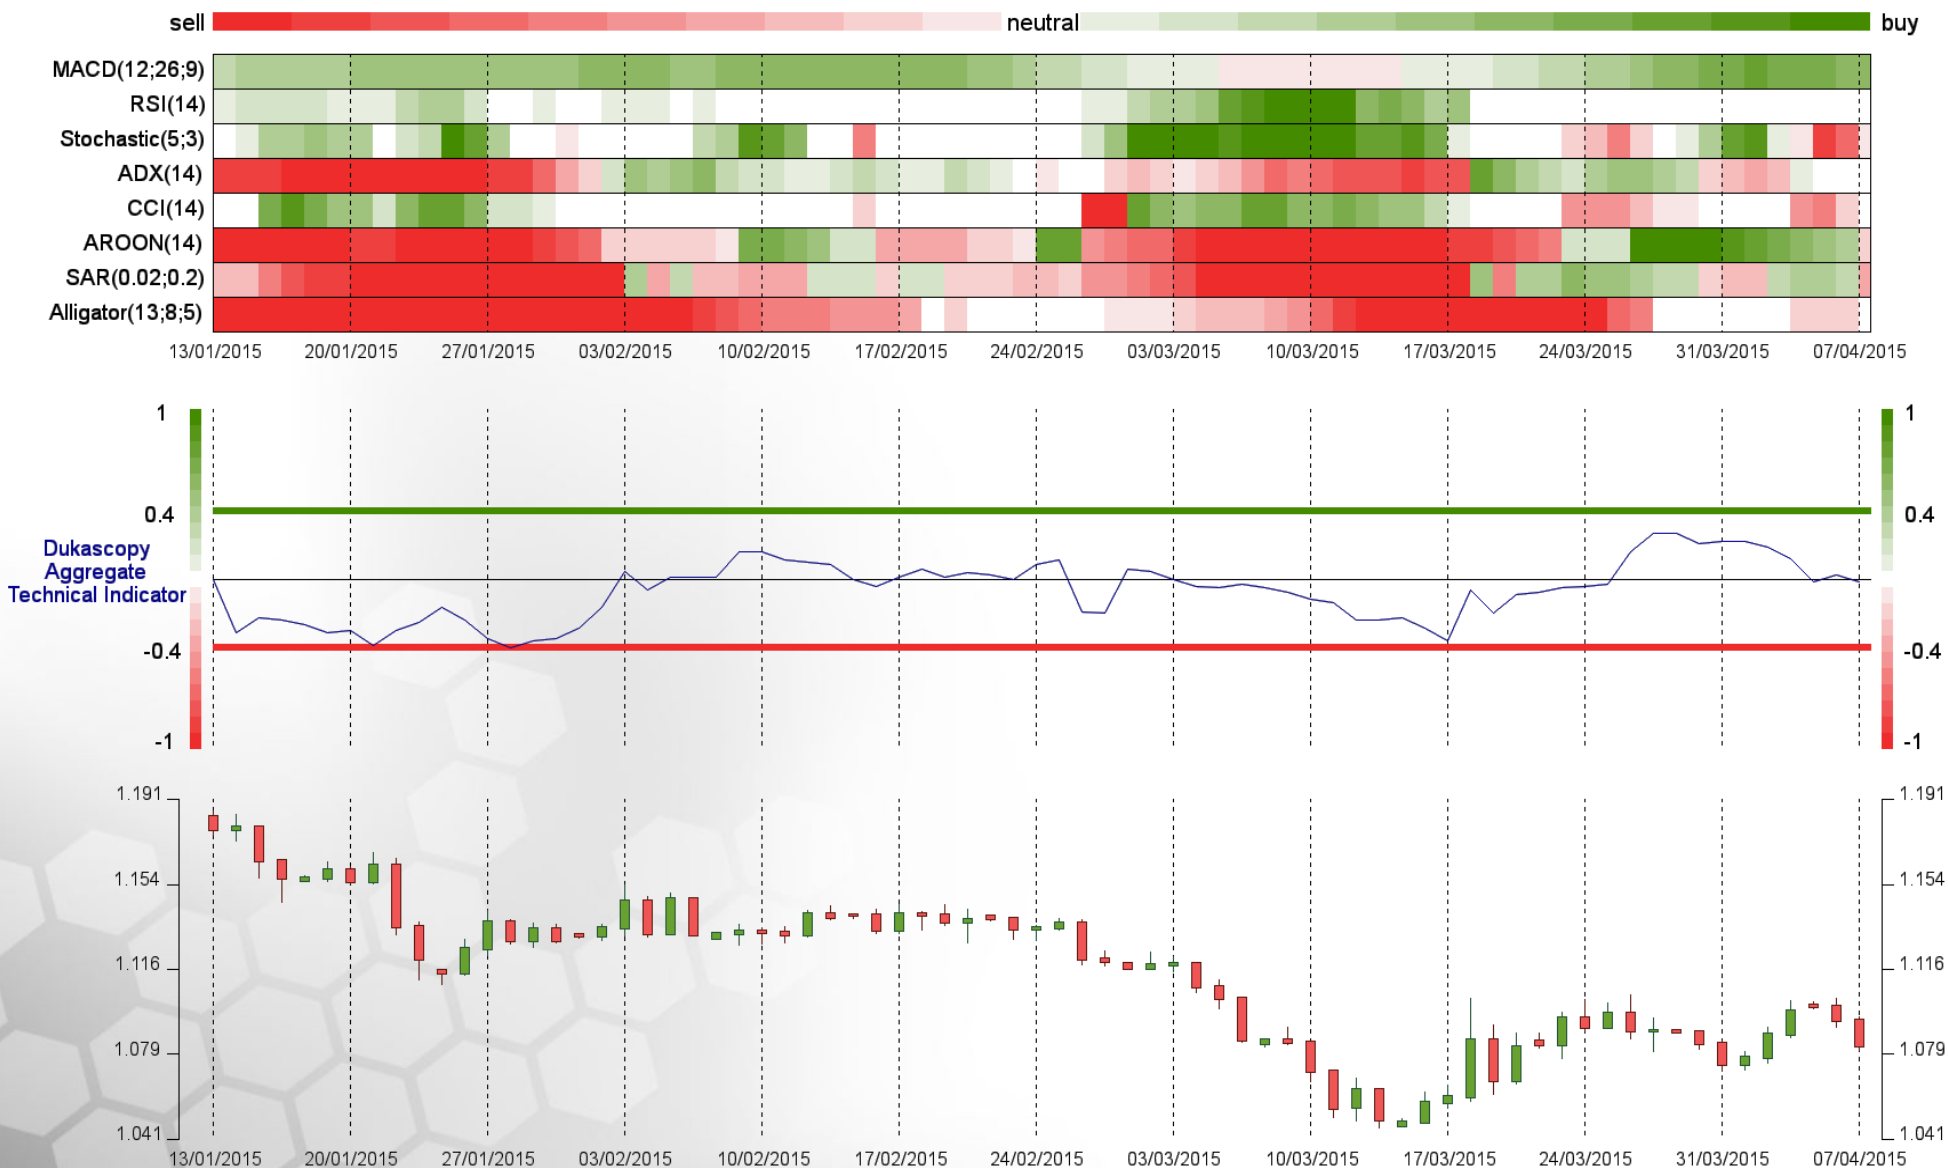 sell neutral buy
MACD(12;26;9)
RSI(14)
Stochastic(5;3)
ADX(14)
CCI(14)
AROON(14)
SAR(0.02;0.2)
Alligator(13;8;5)
13/01/2015 20/01/2015 27/01/2015 03/02/2015 10/02/2015 17/02/2015 24/02/2015 03/03/2015 10/03/2015 17/03/2015 24/03/2015 31/03/2015 07/04/2015
1 1
0.4 0.4
Dukascopy
Aggregate
Technical Indicator
-0.4 -0.4
-1 -1
1.191 1.191
1.154 1.154
1.116 1.116
1.079 1.079
1.041 1.041
13/01/2015 20/01/2015 27/01/2015 03/02/2015 10/02/2015 17/02/2015 24/02/2015 03/03/2015 10/03/2015 17/03/2015 24/03/2015 31/03/2015 07/04/2015